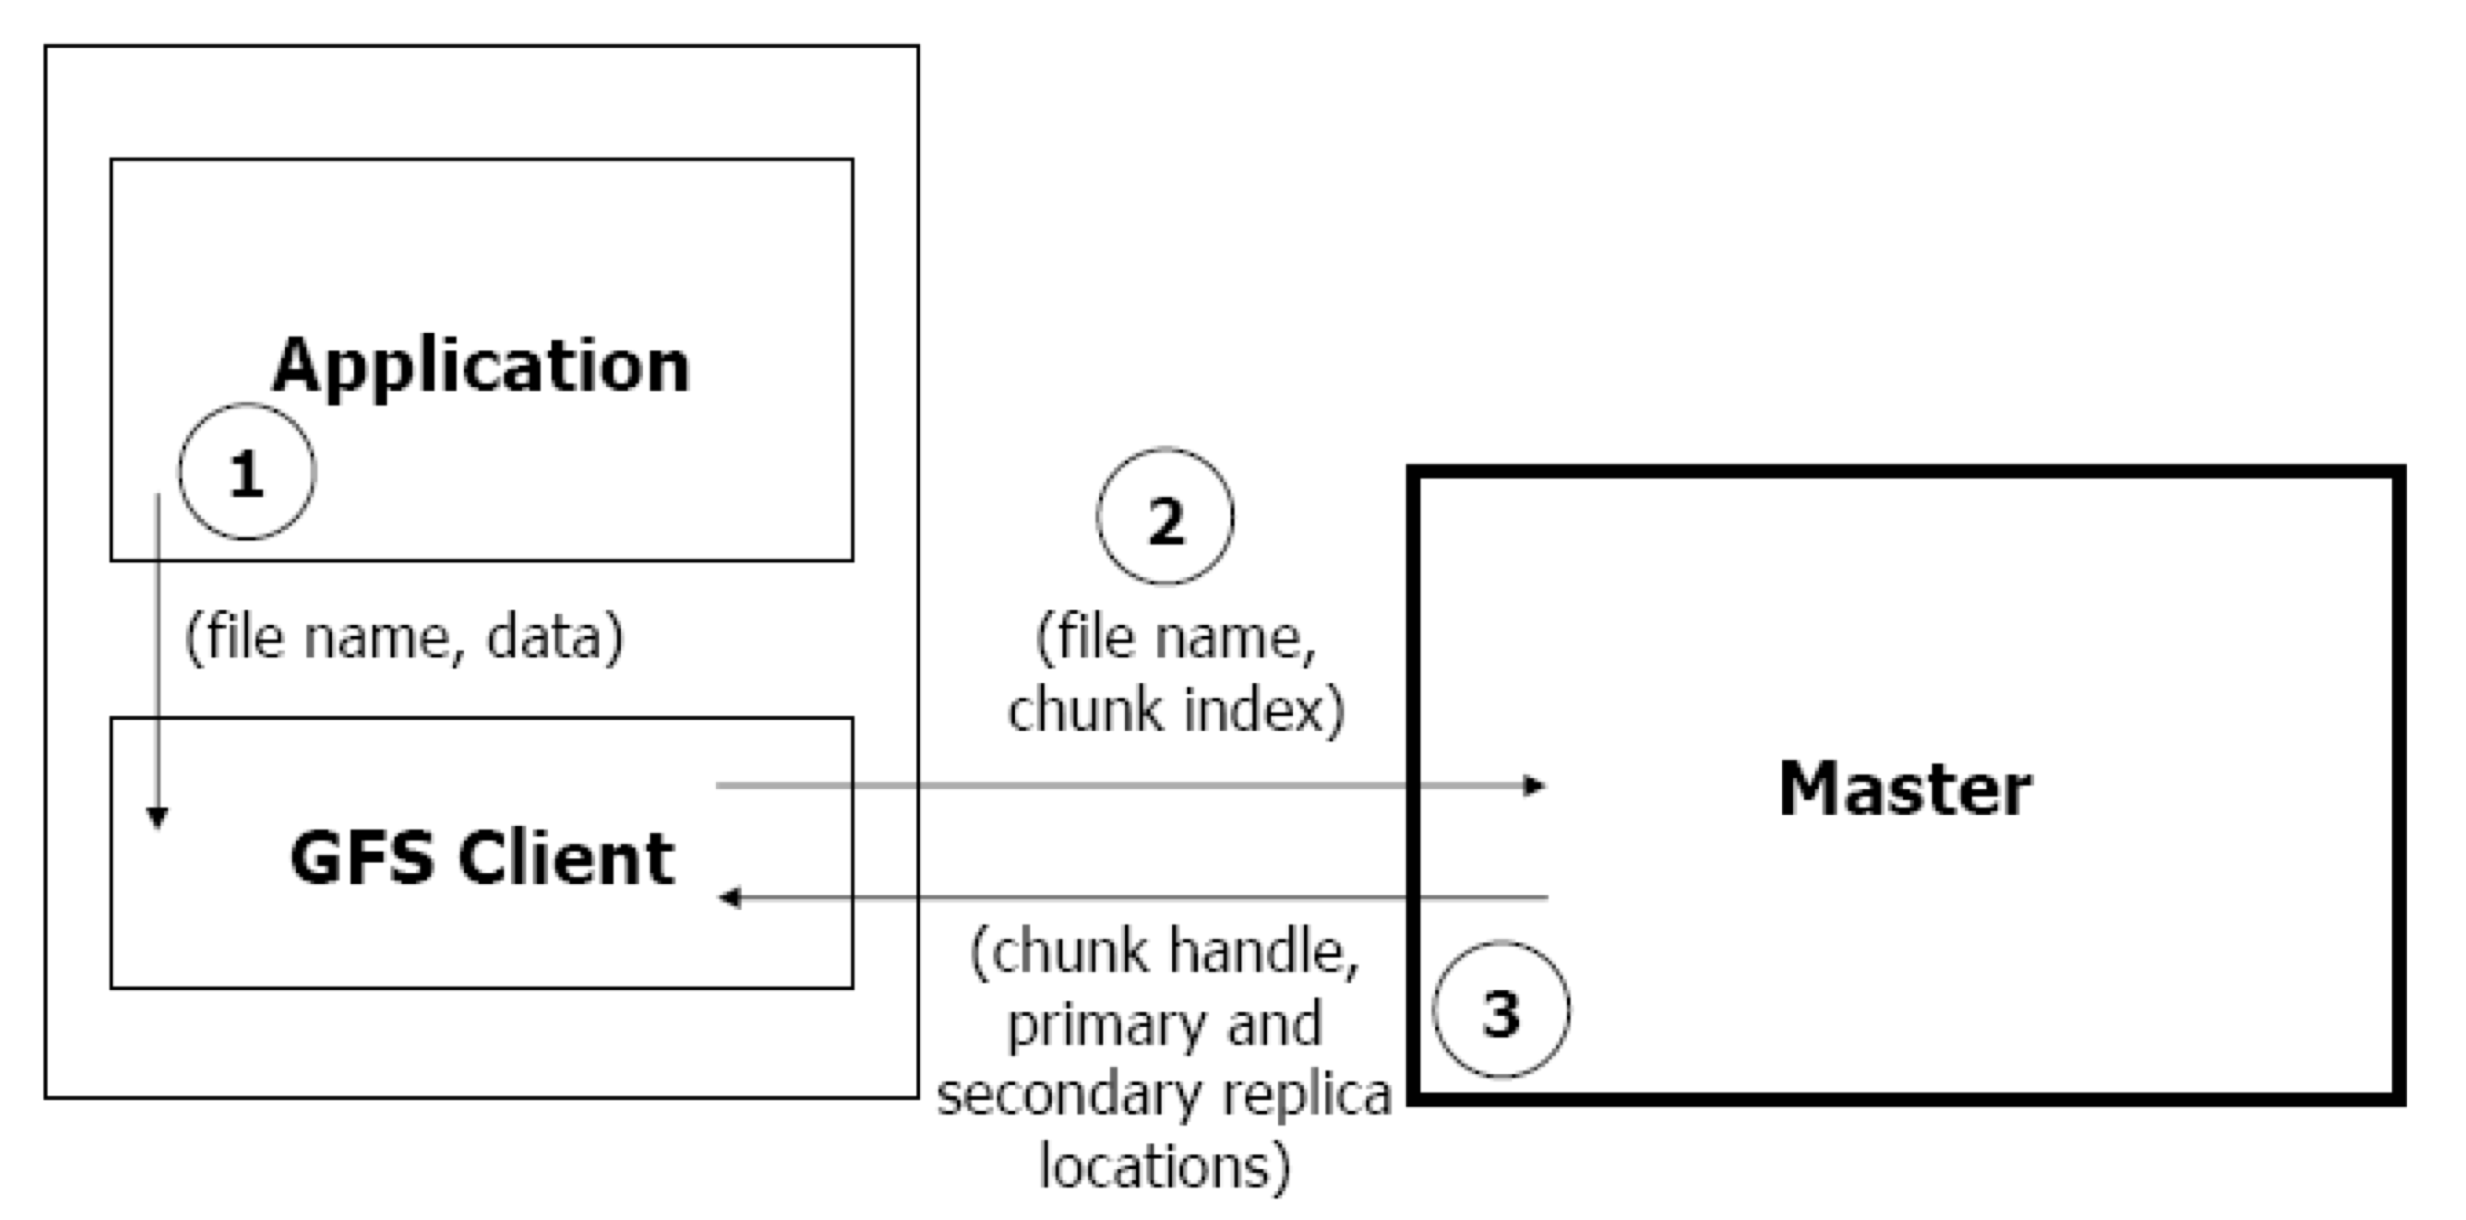 Application
1
(file name, data)
GFS Client
2
(file name,
chunk index)
(chunk handle,
primary and
secondary replica
locations)
Master
3